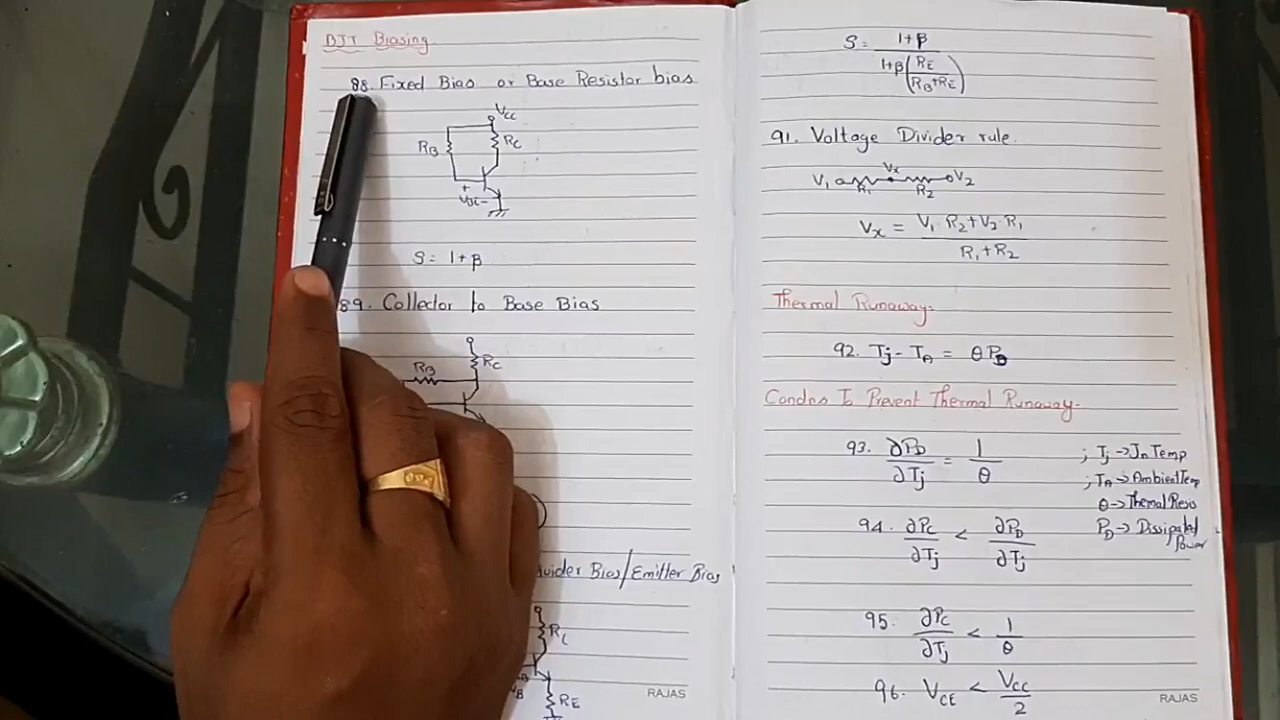 BJT Biasing
88. Fixed Bias or Base Resistor bias
VCC
RB
RC
+
VBE-
S = 1+β
89. Collector to Base Bias
RC
RB
Bias/Emitter Bias
RC
B
RE
RAJAS
S = 1+β / 1+β(RE / RB+RE)
91. Voltage Divider rule.
Vx
V1 R1 R2 V2
Vx = V1 . R2 + V2 . R1 / R1 + R2
Thermal Runaway.
92. Tj - TA = θ PD
Condns To Prevent Thermal Runaway.
93. ∂PD / ∂Tj = 1 / θ ; Tj → Jn Temp
; TA → Ambient Temp
θ → Thermal Resis
94. ∂PC / ∂Tj < ∂PD / ∂Tj PD → Dissipated Power
95. ∂PC / ∂Tj < 1 / θ
96. VCE < VCC / 2
RAJAS